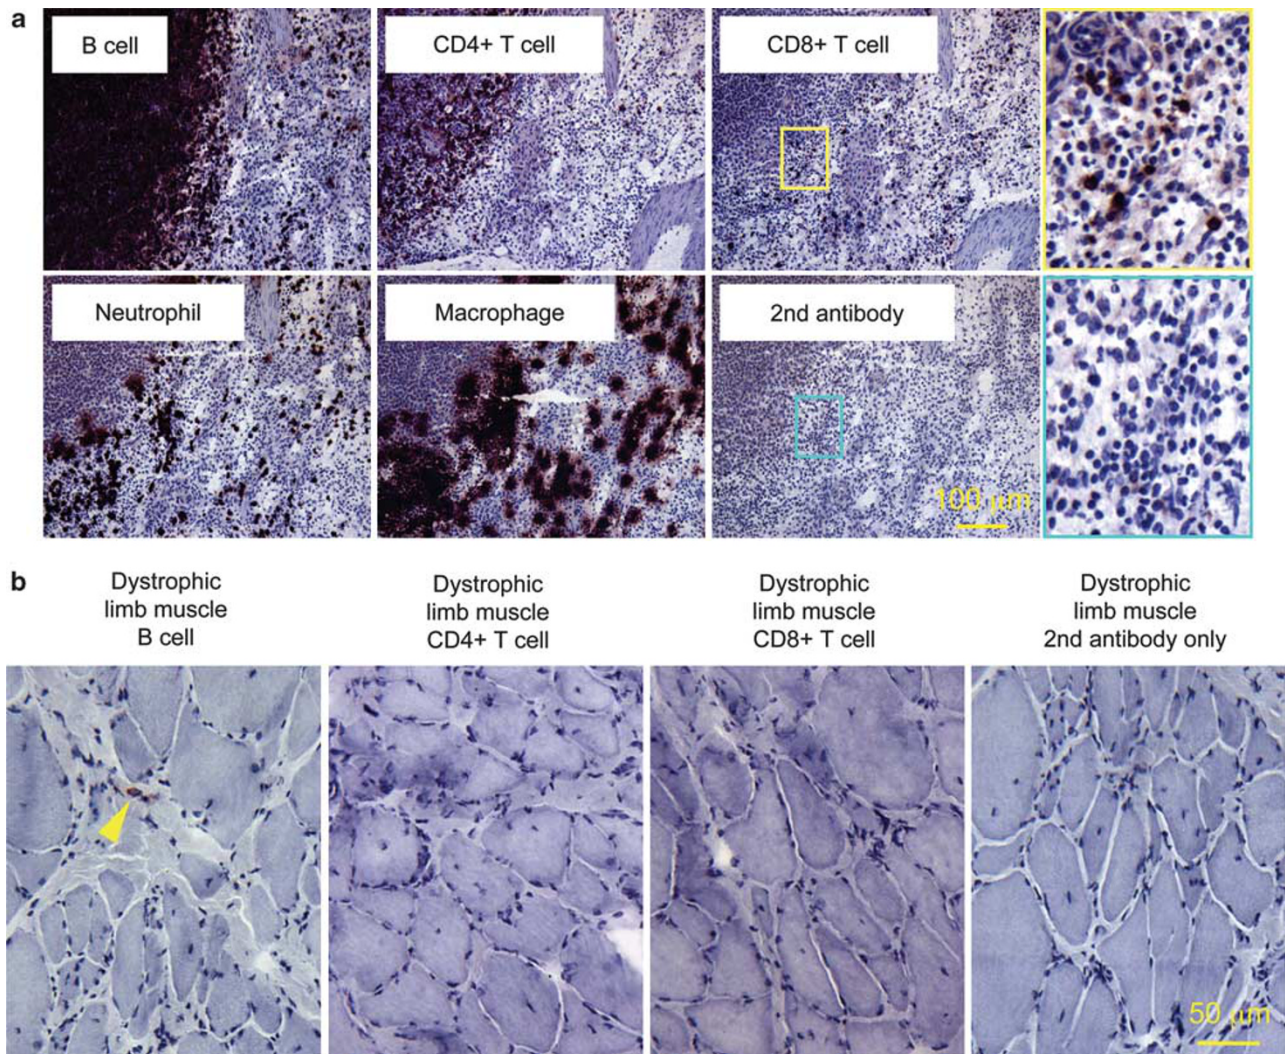 a
B cell
CD4+ T cell
CD8+ T cell
Neutrophil
Macrophage
2nd antibody
100 μm
b
Dystrophic
limb muscle
B cell
Dystrophic
limb muscle
CD4+ T cell
Dystrophic
limb muscle
CD8+ T cell
Dystrophic
limb muscle
2nd antibody only
50 μm